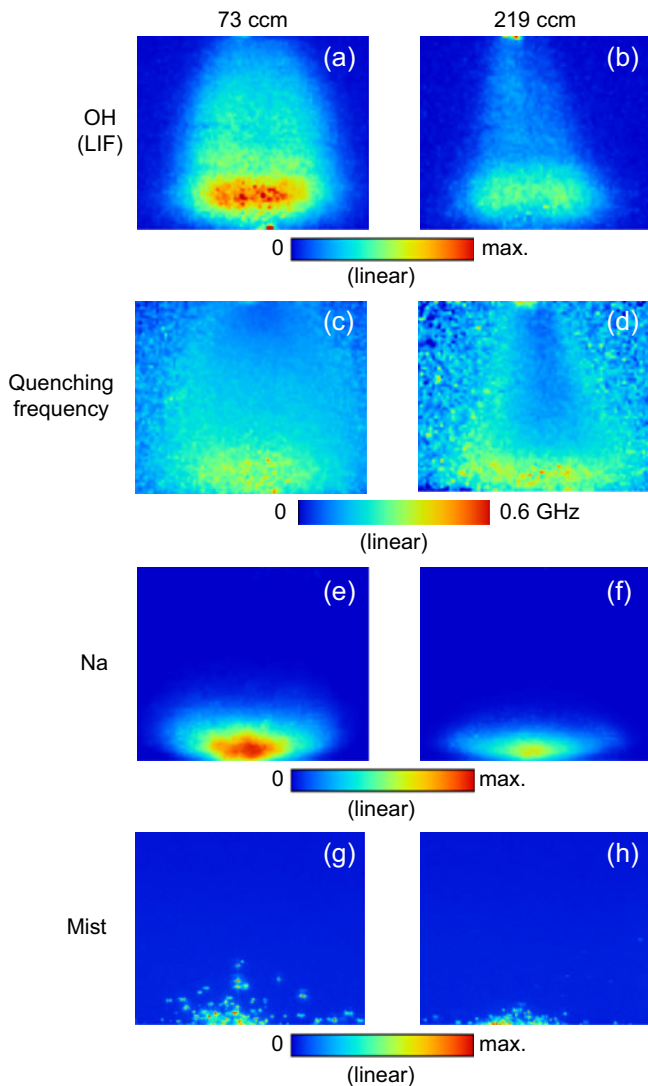 73 ccm 219 ccm
(a) (b)
OH
(LIF)
0 max.
(linear)
(c) (d)
Quenching
frequency
0 0.6 GHz
(linear)
(e) (f)
Na
0 max.
(linear)
(g) (h)
Mist
0 max.
(linear)